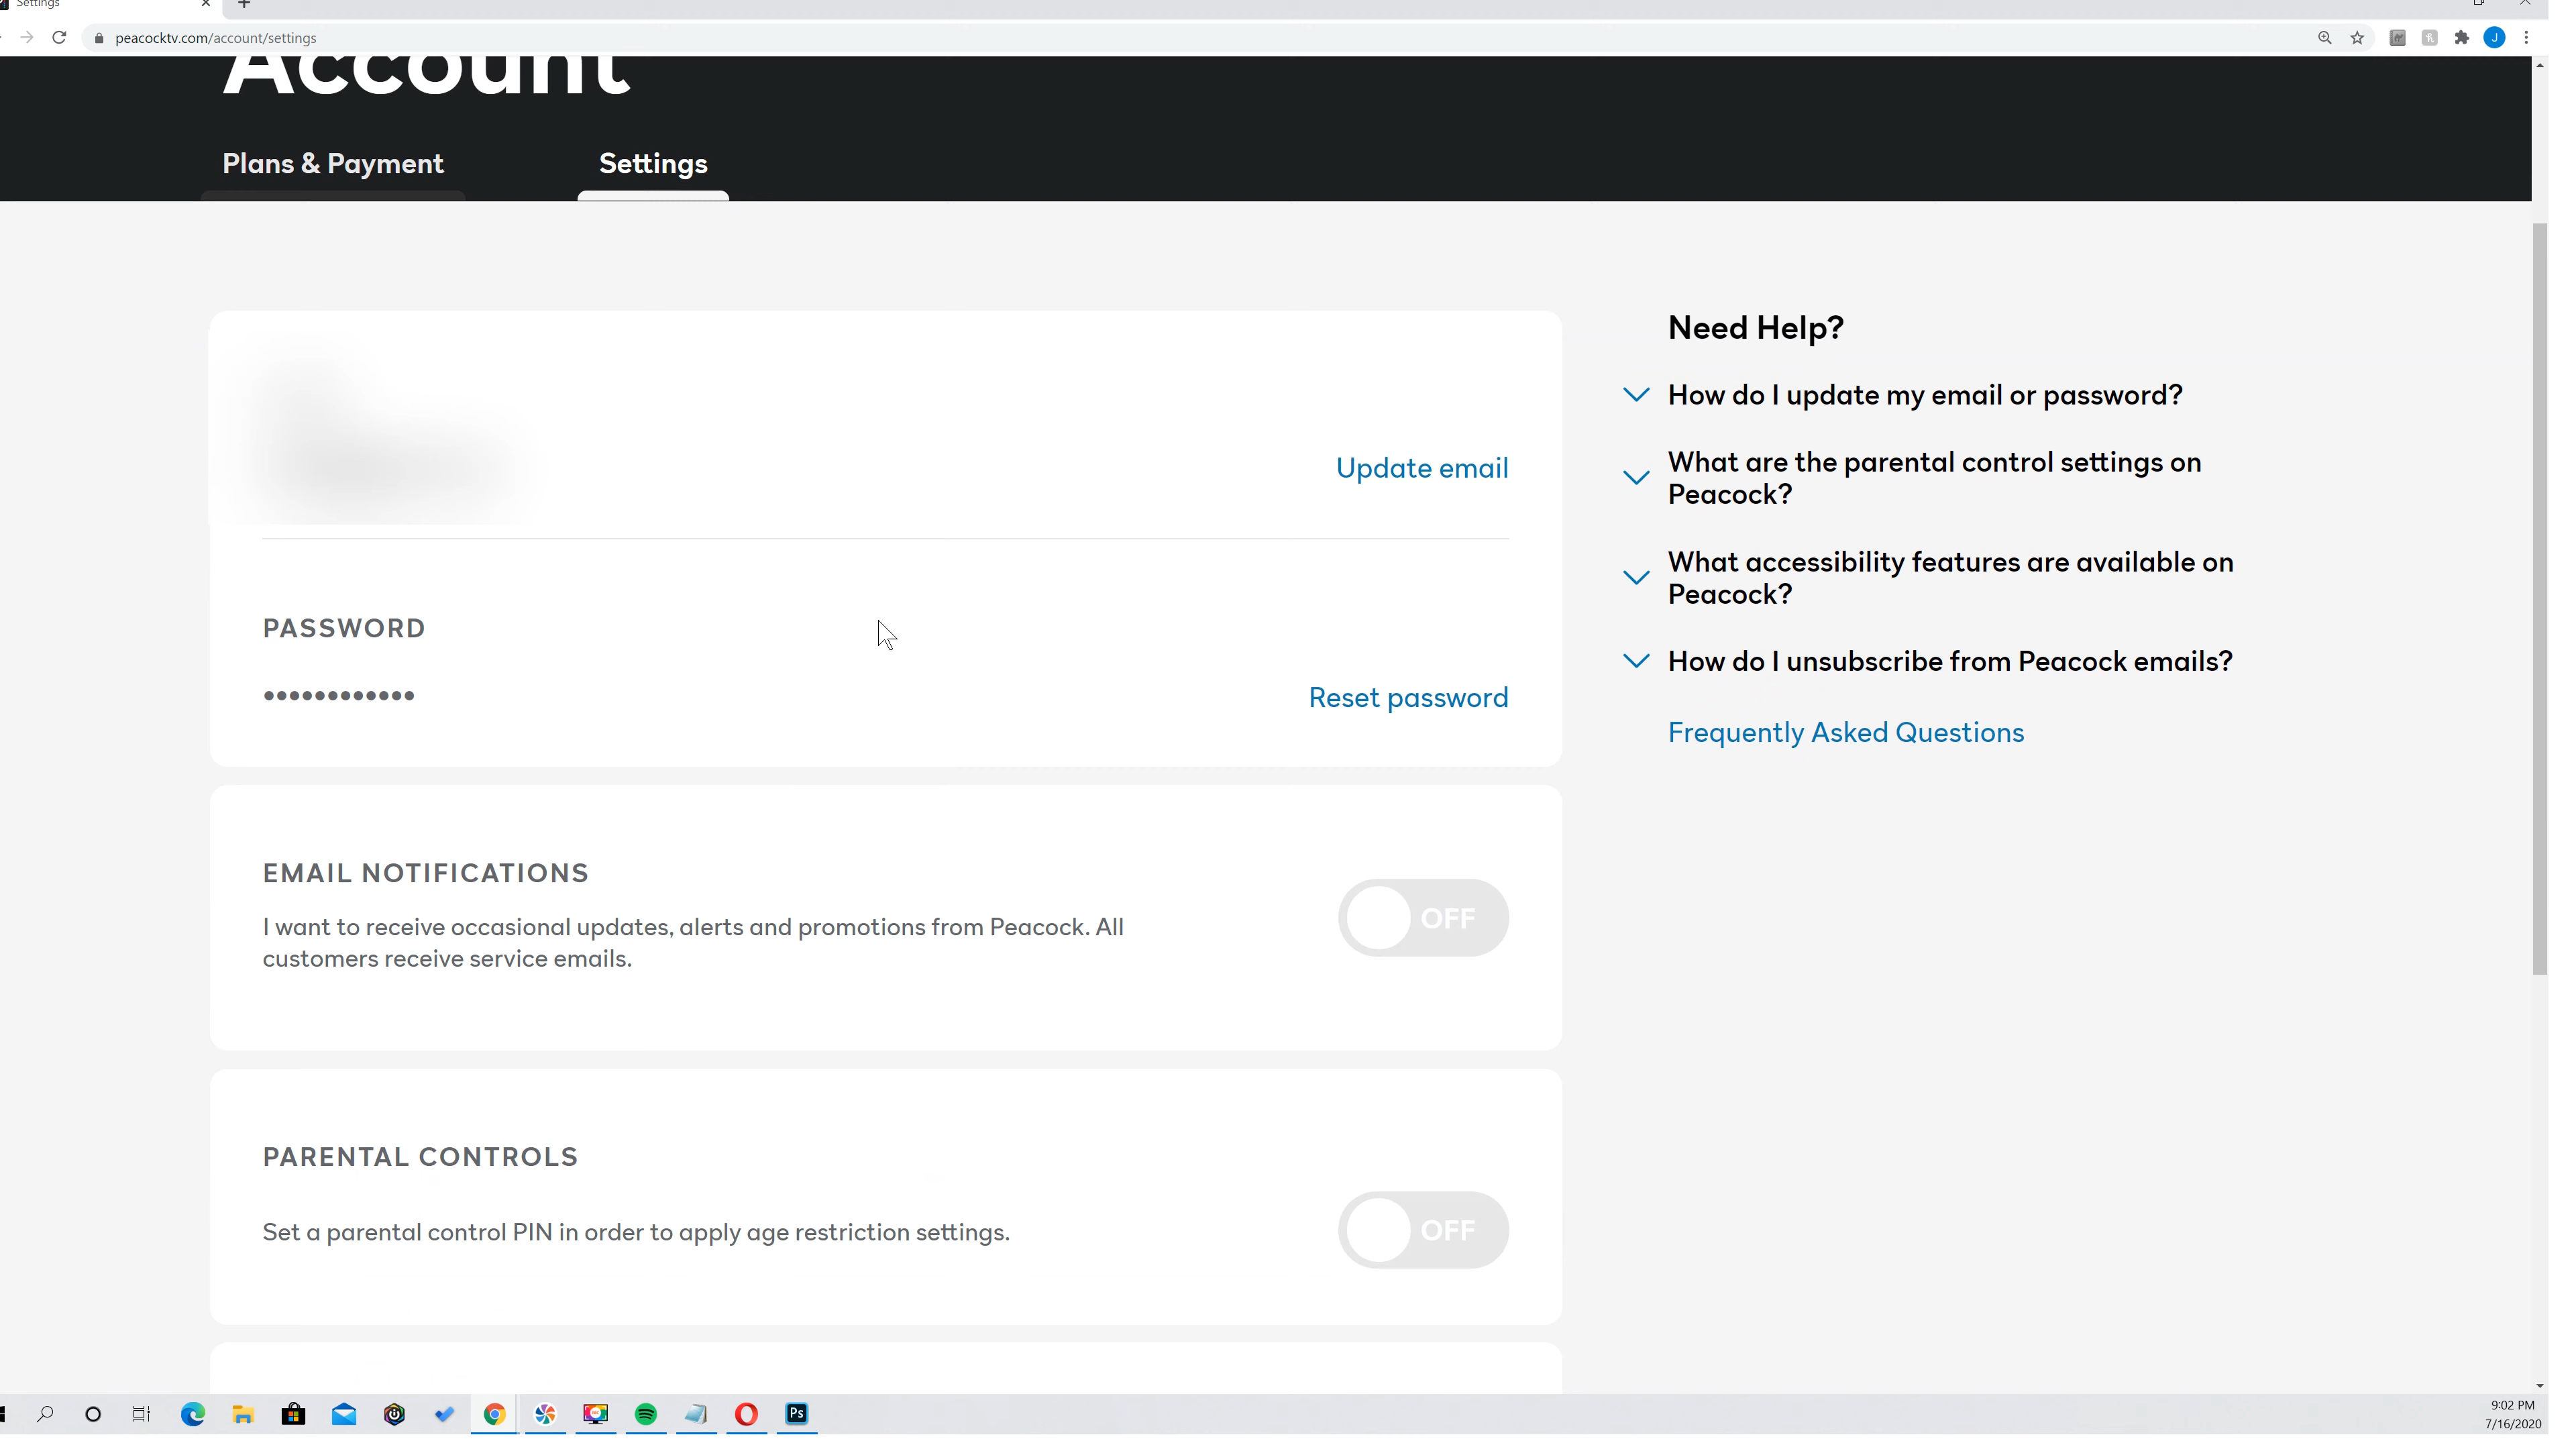 Settings
peacocktv.com/account/settings
J
Account
Plans & Payment
Settings
Update email
PASSWORD
••••••••••••
Reset password
EMAIL NOTIFICATIONS
I want to receive occasional updates, alerts and promotions from Peacock. All
customers receive service emails.
OFF
PARENTAL CONTROLS
Set a parental control PIN in order to apply age restriction settings.
OFF
Need Help?
How do I update my email or password?
What are the parental control settings on
Peacock?
What accessibility features are available on
Peacock?
How do I unsubscribe from Peacock emails?
Frequently Asked Questions
Ps
9:02 PM
7/16/2020